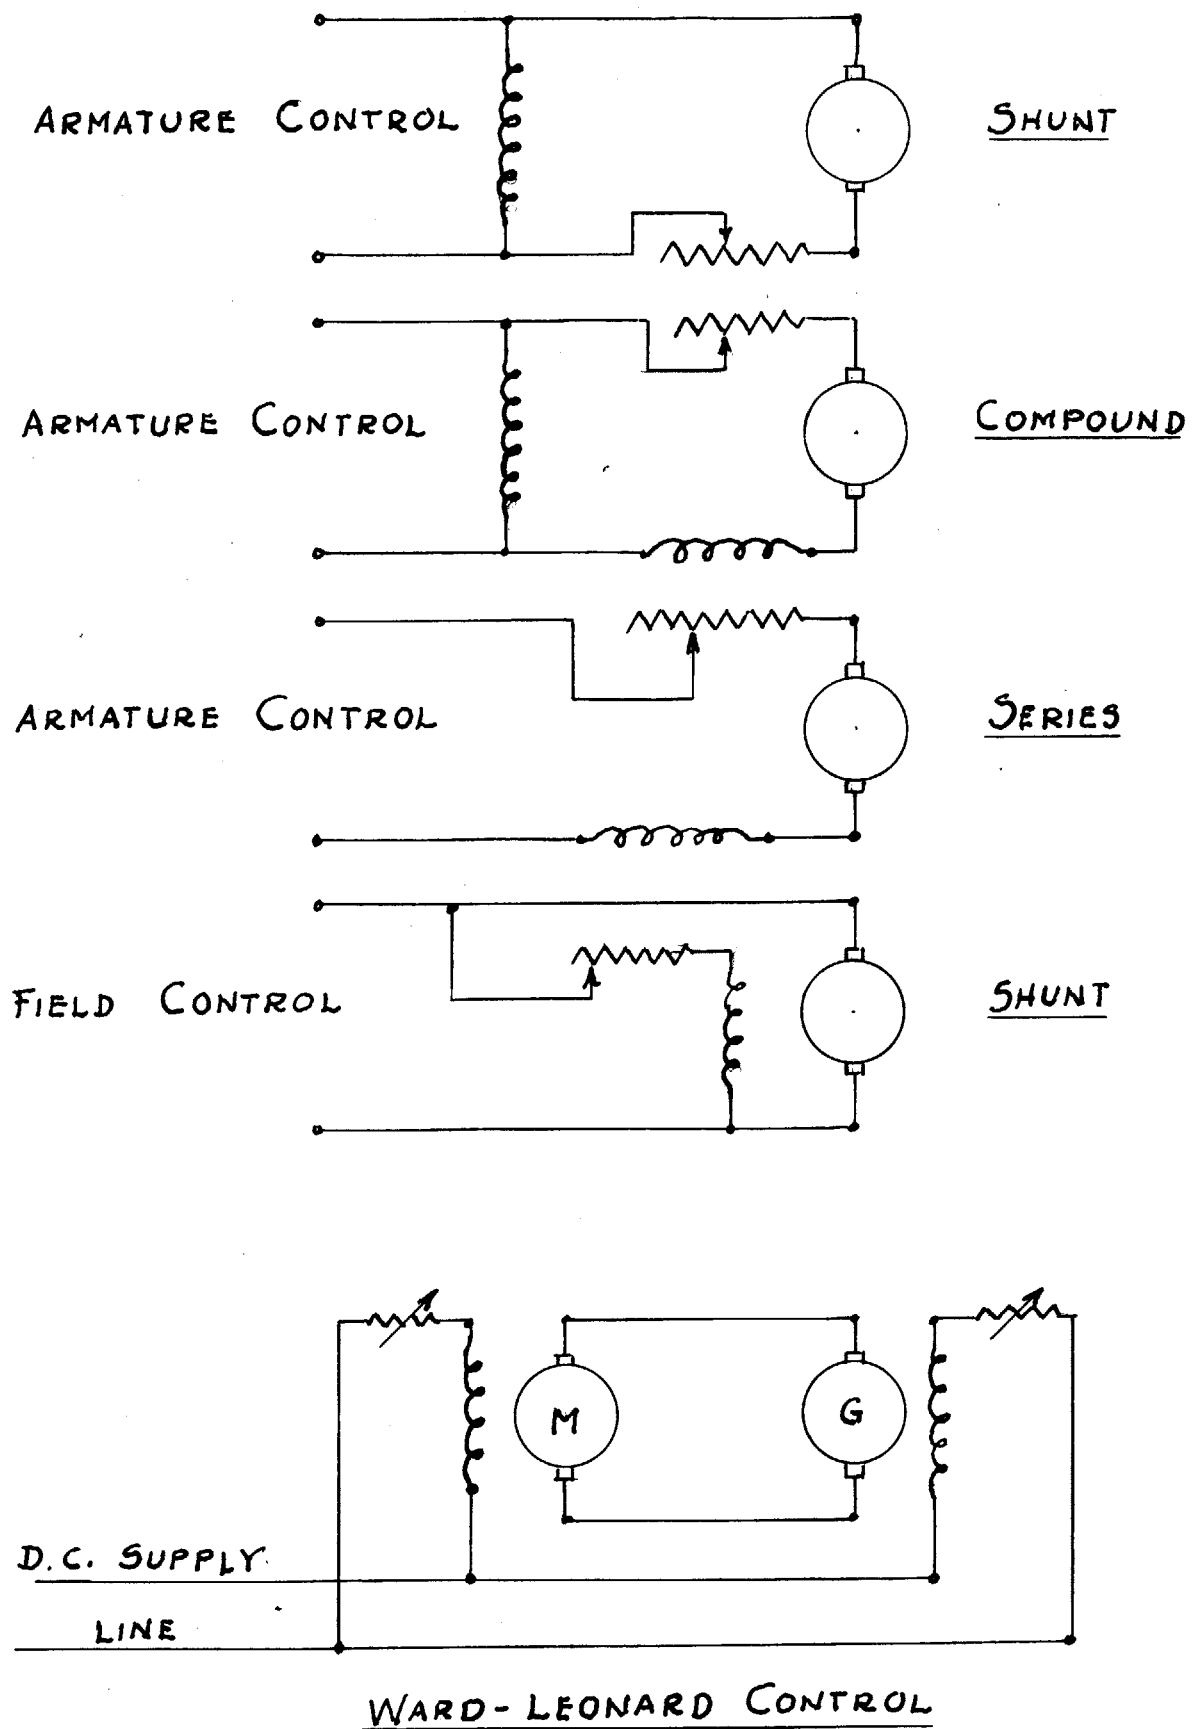 ARMATURE CONTROL SHUNT
ARMATURE CONTROL COMPOUND
ARMATURE CONTROL SERIES
FIELD CONTROL SHUNT
M G
D.C. SUPPLY
LINE
WARD-LEONARD CONTROL